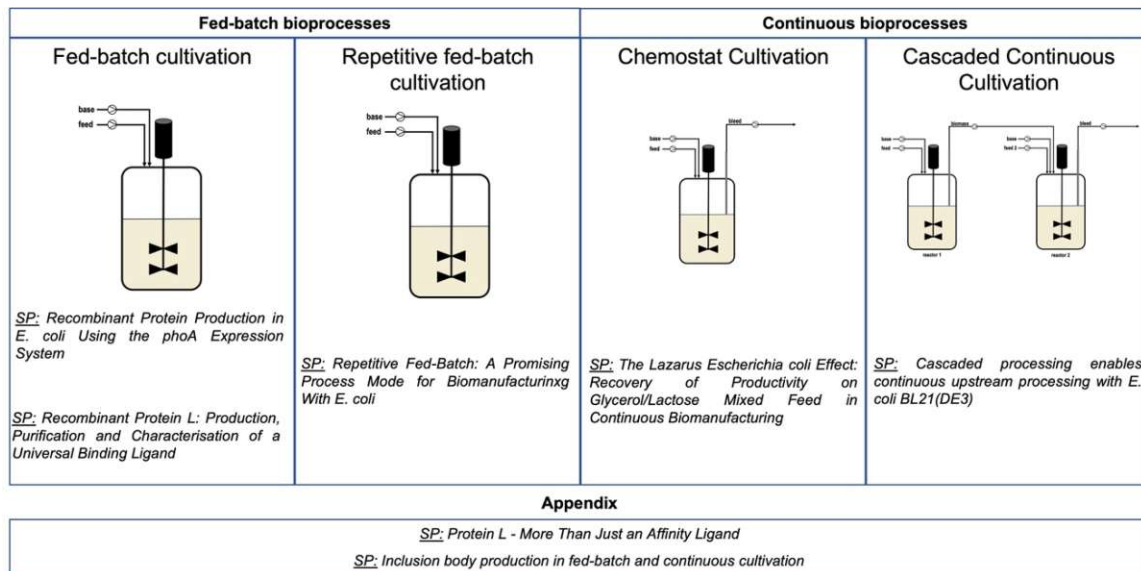 Fed-batch bioprocesses
Continuous bioprocesses
Fed-batch cultivation
base
feed
SP: Recombinant Protein Production in
E. coli Using the phoA Expression
System
SP: Recombinant Protein L: Production,
Purification and Characterisation of a
Universal Binding Ligand
Repetitive fed-batch
cultivation
base
feed
SP: Repetitive Fed-Batch: A Promising
Process Mode for Biomanufacturinxg
With E. coli
Chemostat Cultivation
bleed
base
feed
SP: The Lazarus Escherichia coli Effect:
Recovery of Productivity on
Glycerol/Lactose Mixed Feed in
Continuous Biomanufacturing
Cascaded Continuous
Cultivation
biomass
bleed
base
feed
base
feed 2
reactor 1
reactor 2
SP: Cascaded processing enables
continuous upstream processing with E.
coli BL21(DE3)
Appendix
SP: Protein L - More Than Just an Affinity Ligand
SP: Inclusion body production in fed-batch and continuous cultivation